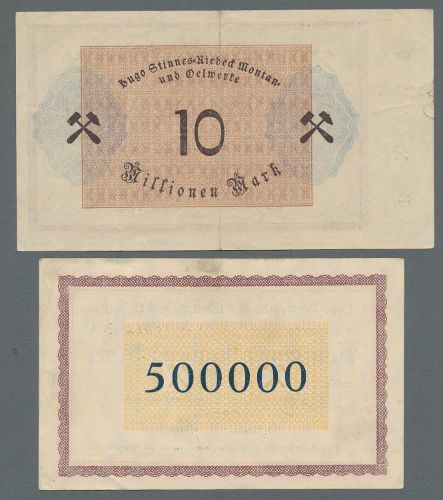 Hugo Stinnes-Riebeck Montan-
und Oelwerke
10
Millionen Mark
500000